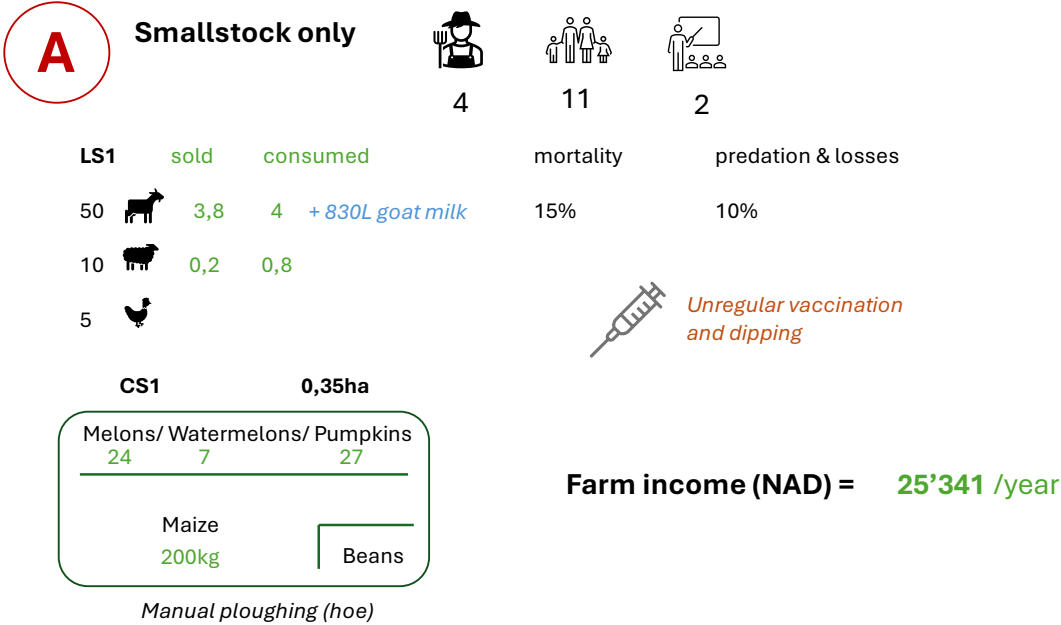 A
Smallstock only
4
11
2
LS1 sold consumed mortality predation & losses
50 3,8 4 + 830L goat milk 15% 10%
10 0,2 0,8
5
Unregular vaccination
and dipping
CS1 0,35ha
Melons/ Watermelons/ Pumpkins
24 7 27
Maize
200kg
Beans
Manual ploughing (hoe)
Farm income (NAD) = 25’341 /year